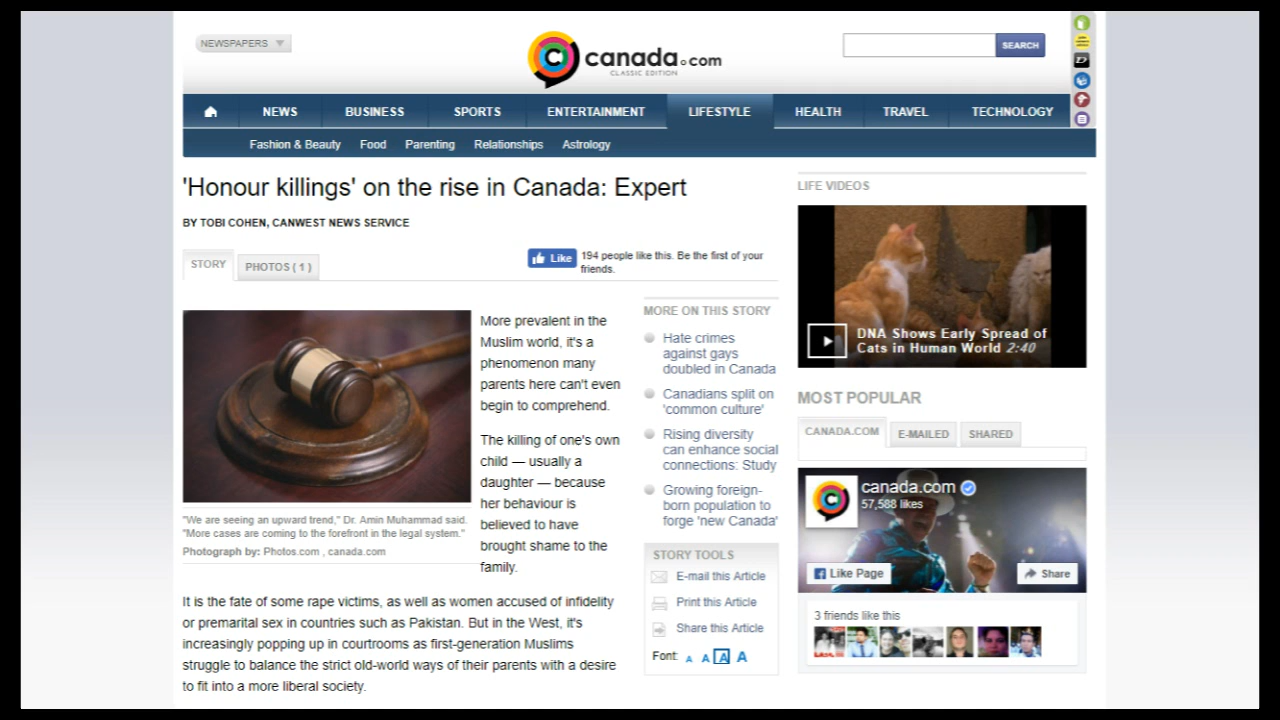 NEWSPAPERS
canada.com
CLASSIC EDITION
SEARCH
NEWS BUSINESS SPORTS ENTERTAINMENT LIFESTYLE HEALTH TRAVEL TECHNOLOGY
Fashion & Beauty Food Parenting Relationships Astrology
'Honour killings' on the rise in Canada: Expert
BY TOBI COHEN, CANWEST NEWS SERVICE
STORY
PHOTOS ( 1 )
Like
194 people like this. Be the first of your
friends.
"We are seeing an upward trend," Dr. Amin Muhammad said.
"More cases are coming to the forefront in the legal system."
Photograph by: Photos.com , canada.com
More prevalent in the
Muslim world, it's a
phenomenon many
parents here can't even
begin to comprehend.
The killing of one's own
child — usually a
daughter — because
her behaviour is
believed to have
brought shame to the
family.
It is the fate of some rape victims, as well as women accused of infidelity
or premarital sex in countries such as Pakistan. But in the West, it's
increasingly popping up in courtrooms as first-generation Muslims
struggle to balance the strict old-world ways of their parents with a desire
to fit into a more liberal society.
MORE ON THIS STORY
Hate crimes
against gays
doubled in Canada
Canadians split on
'common culture'
Rising diversity
can enhance social
connections: Study
Growing foreign-
born population to
forge 'new Canada'
STORY TOOLS
E-mail this Article
Print this Article
Share this Article
Font: A A A A
LIFE VIDEOS
DNA Shows Early Spread of
Cats in Human World 2:40
MOST POPULAR
CANADA.COM
E-MAILED
SHARED
canada.com
57,588 likes
Like Page
Share
3 friends like this